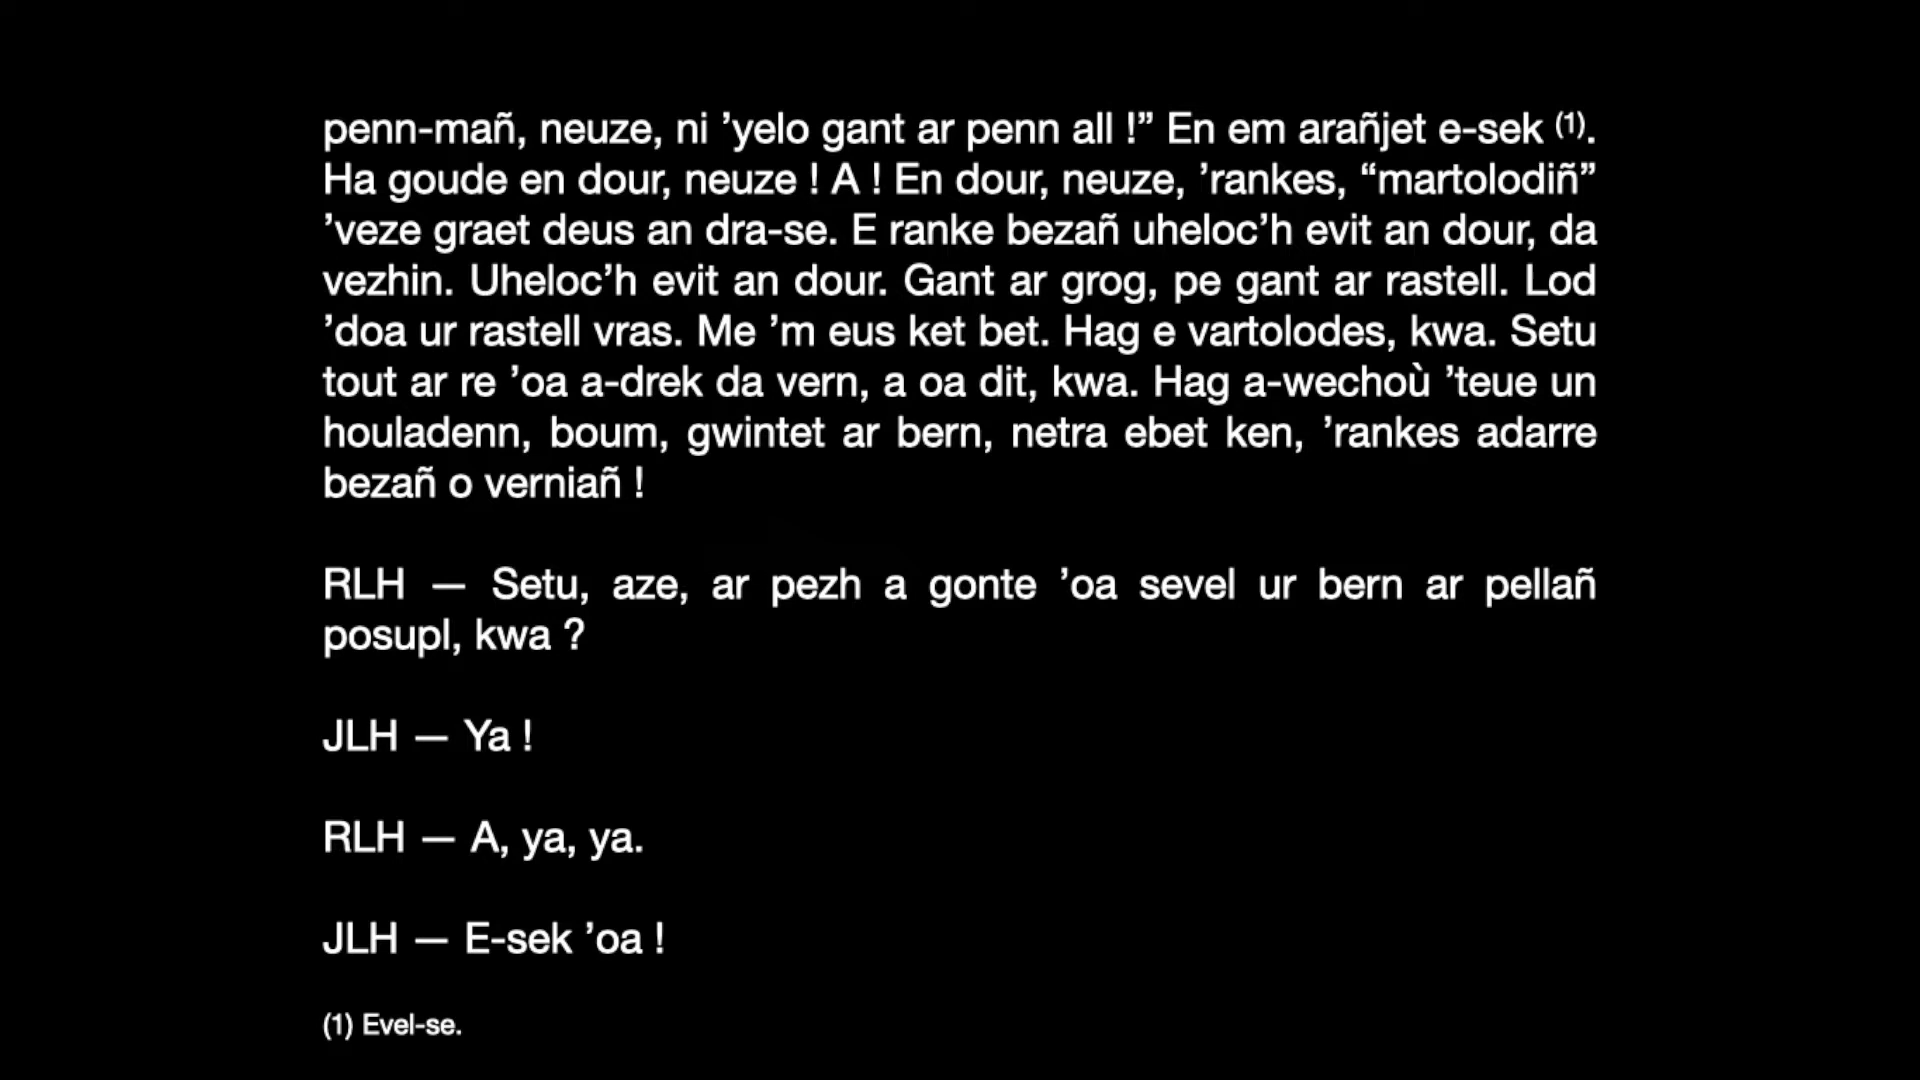 penn-mañ, neuze, ni ’yelo gant ar penn all !” En em arañjet e-sek (1).
Ha goude en dour, neuze ! A ! En dour, neuze, ’rankes, “martolodiñ”
’veze graet deus an dra-se. E ranke bezañ uheloc’h evit an dour, da
vezhin. Uheloc’h evit an dour. Gant ar grog, pe gant ar rastell. Lod
’doa ur rastell vras. Me ’m eus ket bet. Hag e vartolodes, kwa. Setu
tout ar re ’oa a-drek da vern, a oa dit, kwa. Hag a-wechoù ’teue un
houladenn, boum, gwintet ar bern, netra ebet ken, ’rankes adarre
bezañ o verniañ !
RLH — Setu, aze, ar pezh a gonte ’oa sevel ur bern ar pellañ
posupl, kwa ?
JLH — Ya !
RLH — A, ya, ya.
JLH — E-sek ’oa !
(1) Evel-se.